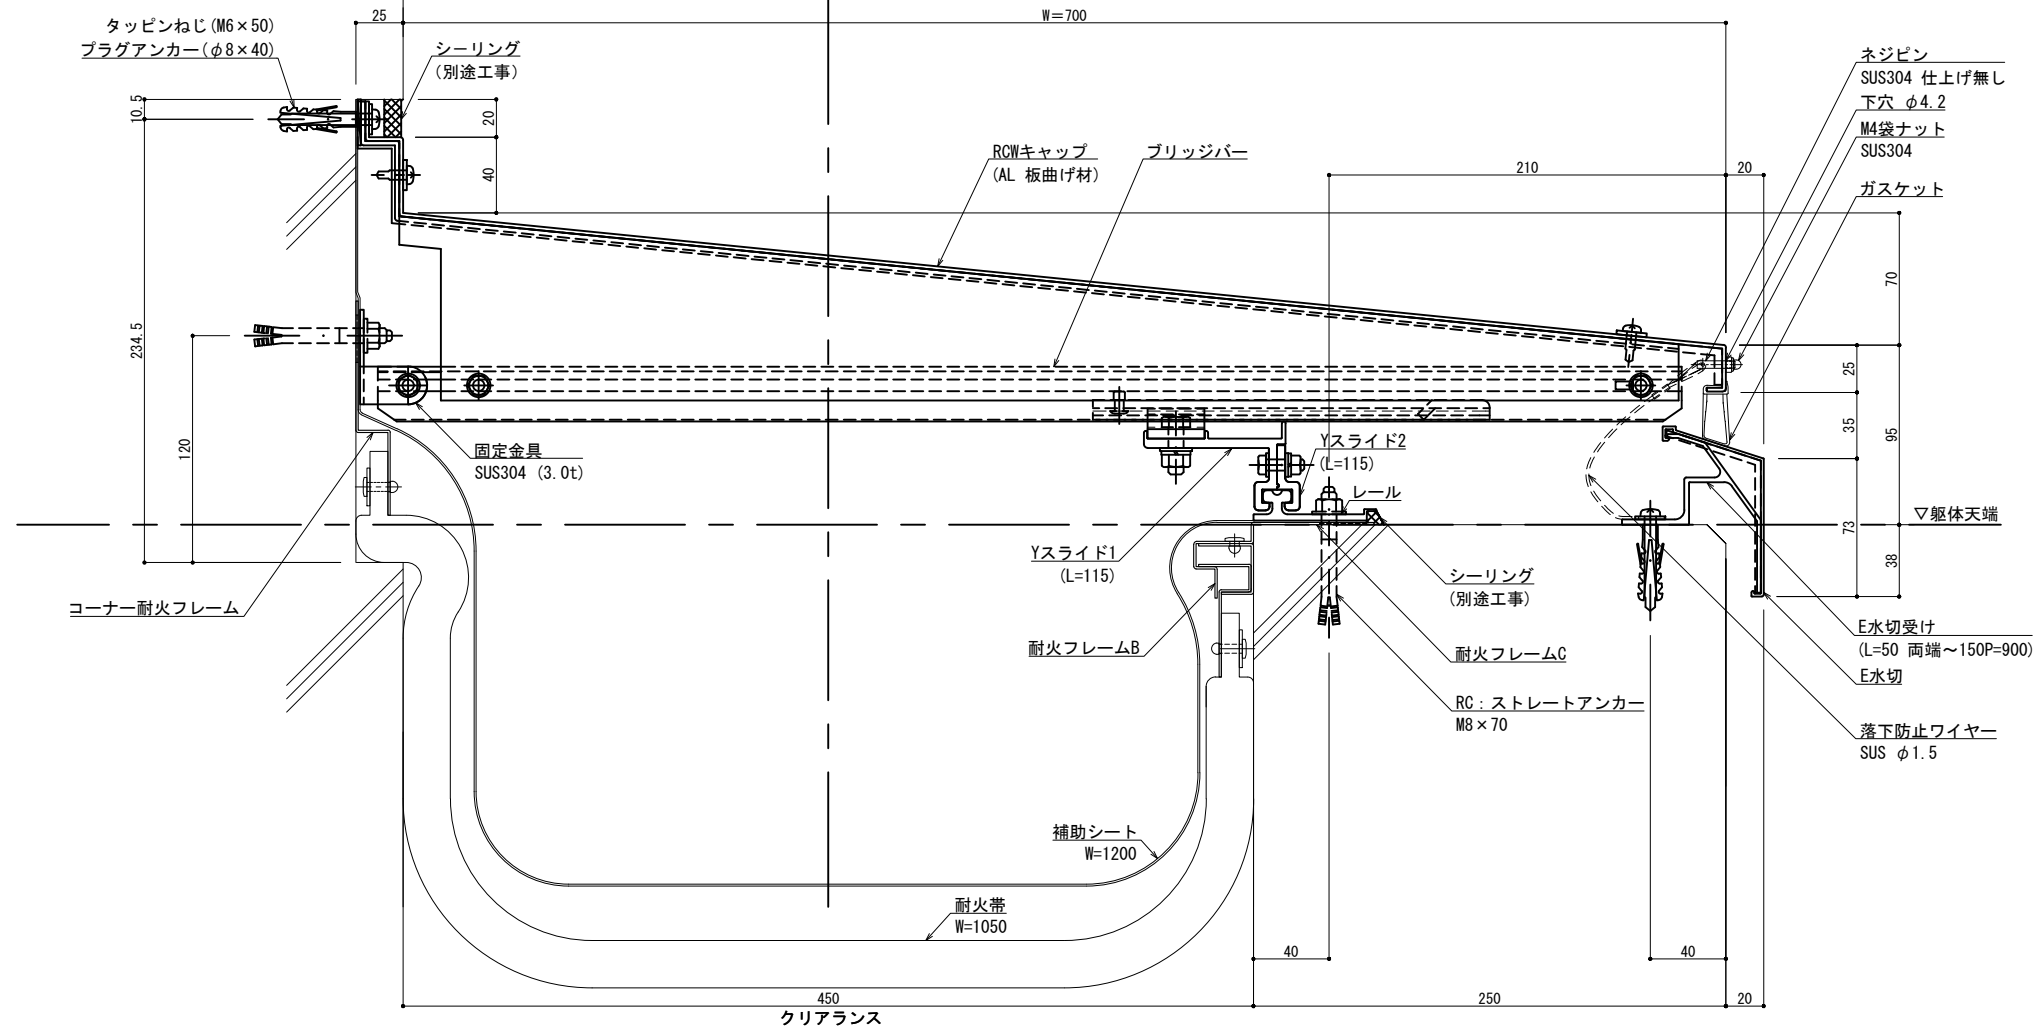 25
W=700
タッピンねじ(M6×50)
プラグアンカー(φ8×40)
シーリング
(別途工事)
ネジピン
SUS304 仕上げ無し
下穴 φ4.2
M4袋ナット
SUS304
ガスケット
10.5
20
40
RCWキャップ
(AL 板曲げ材)
ブリッジバー
210
20
70
234.5
120
25
35
95
73
38
固定金具
SUS304 (3.0t)
Yスライド2
(L=115)
レール
▽躯体天端
Yスライド1
(L=115)
シーリング
(別途工事)
コーナー耐火フレーム
耐火フレームB
耐火フレームC
E水切受け
(L=50 両端～150P=900)
E水切
RC：ストレートアンカー
M8×70
落下防止ワイヤー
SUS φ1.5
補助シート
W=1200
耐火帯
W=1050
40
40
450
250
20
クリアランス